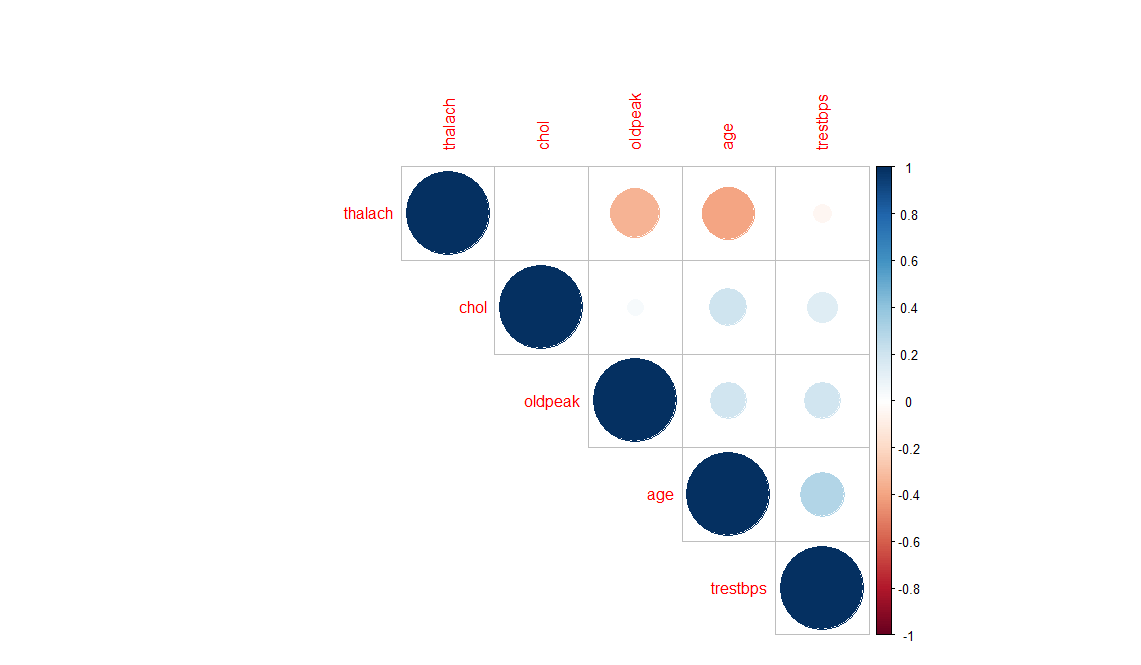 thalach
chol
oldpeak
age
trestbps
thalach
chol
oldpeak
age
trestbps
1
0.8
0.6
0.4
0.2
0
-0.2
-0.4
-0.6
-0.8
-1